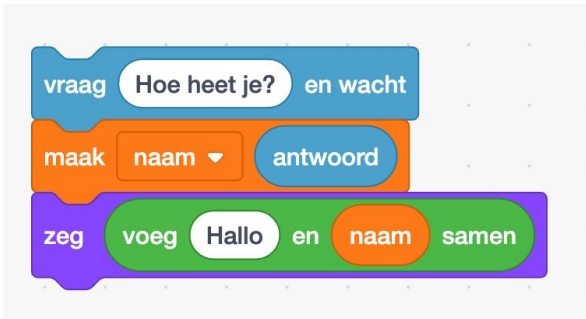 vraag Hoe heet je? en wacht
maak naam antwoord
zeg voeg Hallo en naam samen